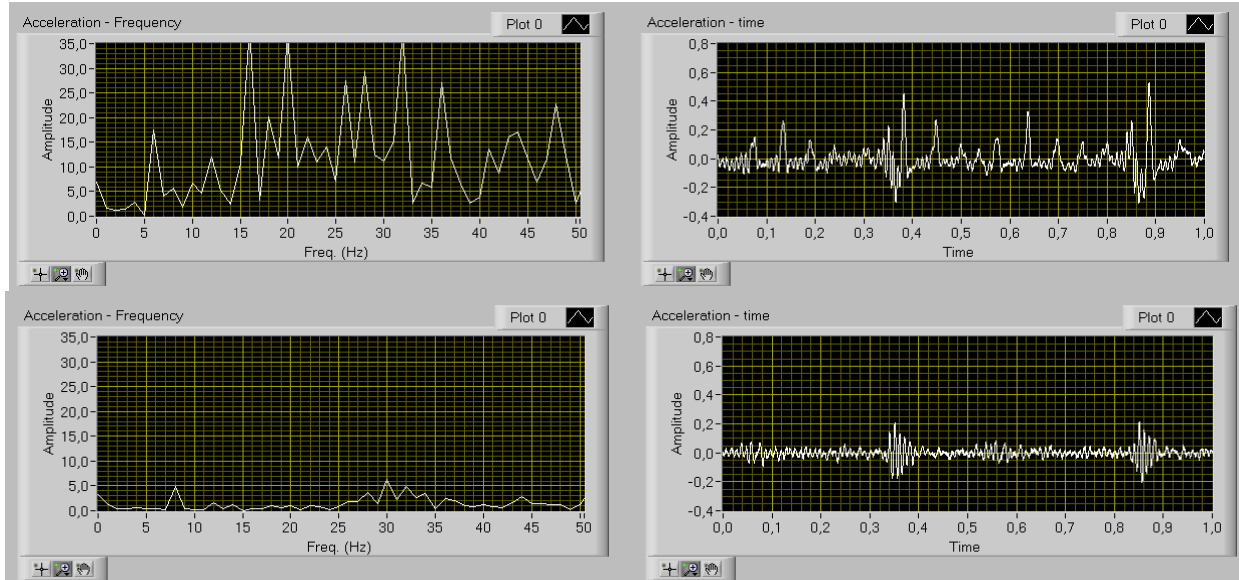 Acceleration - Frequency
Plot 0
35,0
30,0
25,0
20,0
15,0
10,0
5,0
0,0
Amplitude
0 5 10 15 20 25 30 35 40 45 50
Freq. (Hz)
Acceleration - time
Plot 0
0,8
0,6
0,4
0,2
0,0
-0,2
-0,4
Amplitude
0,0 0,1 0,2 0,3 0,4 0,5 0,6 0,7 0,8 0,9 1,0
Time
Acceleration - Frequency
Plot 0
35,0
30,0
25,0
20,0
15,0
10,0
5,0
0,0
Amplitude
0 5 10 15 20 25 30 35 40 45 50
Freq. (Hz)
Acceleration - time
Plot 0
0,8
0,6
0,4
0,2
0,0
-0,2
-0,4
Amplitude
0,0 0,1 0,2 0,3 0,4 0,5 0,6 0,7 0,8 0,9 1,0
Time